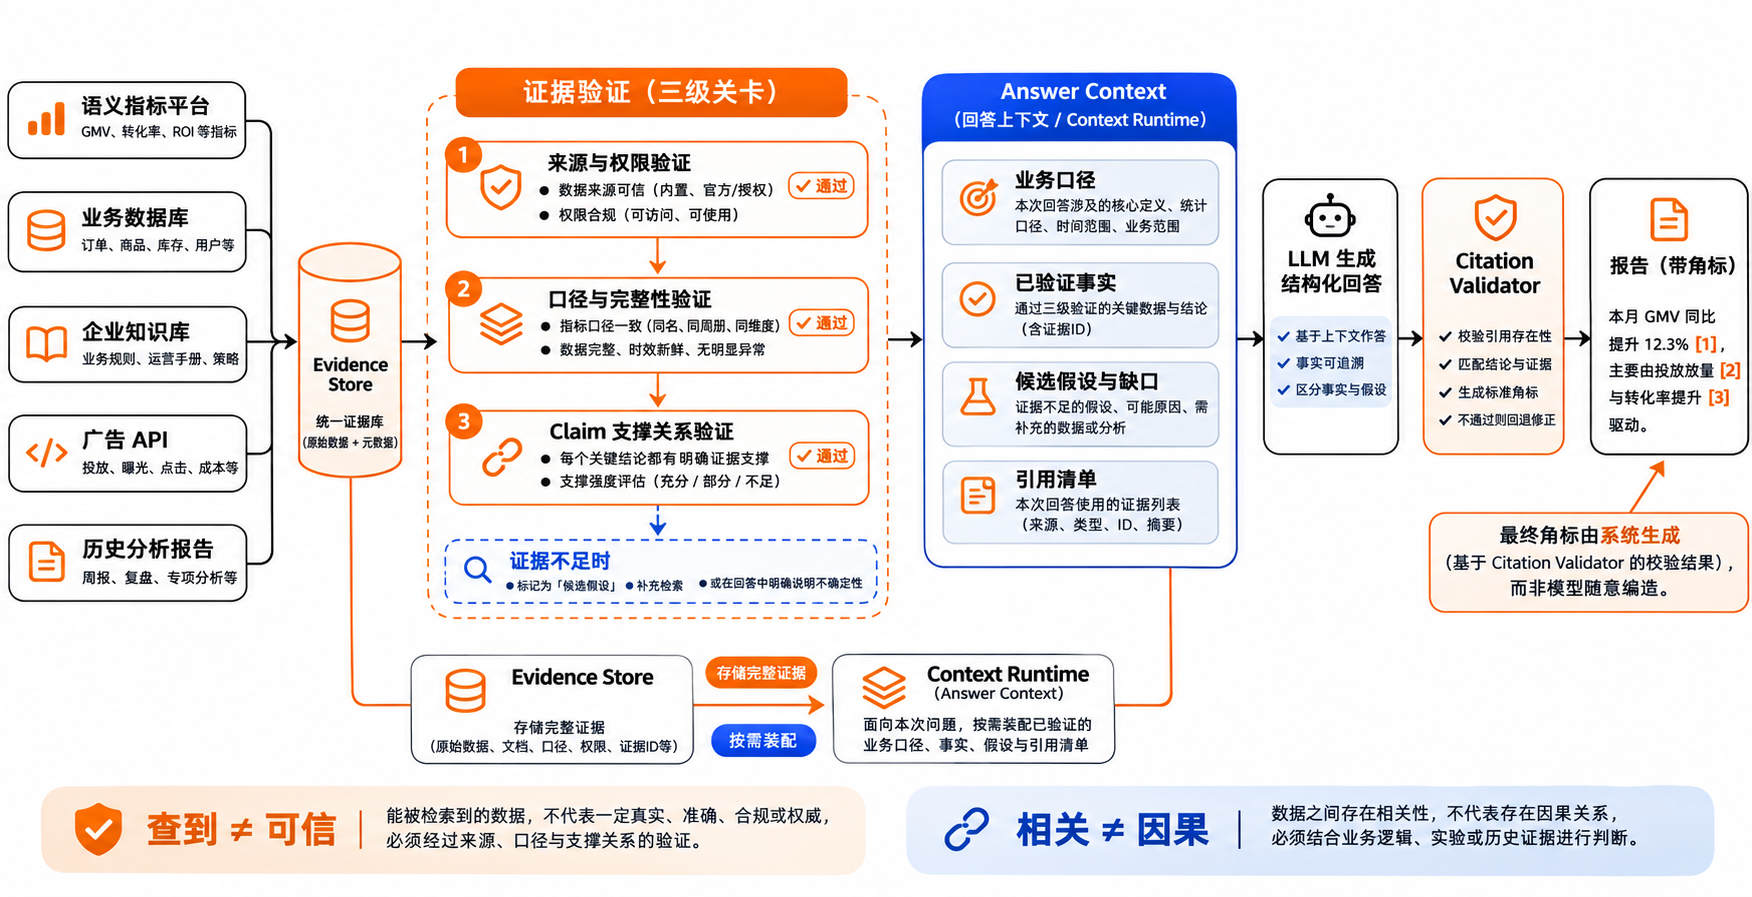 语义指标平台
GMV、转化率、ROI 等指标
业务数据库
订单、商品、库存、用户等
企业知识库
业务规则、运营手册、策略
广告 API
投放、曝光、点击、成本等
历史分析报告
周报、复盘、专项分析等
Evidence
Store
统一证据库
(原始数据 + 元数据)
证据验证（三级关卡）
1
来源与权限验证
● 数据来源可信（内置、官方/授权）
● 权限合规（可访问、可使用）
✓ 通过
2
口径与完整性验证
● 指标口径一致（同名、同周册、同维度）
● 数据完整、时效新鲜、无明显异常
✓ 通过
3
Claim 支撑关系验证
● 每个关键结论都有明确证据支撑
● 支撑强度评估（充分 / 部分 / 不足）
✓ 通过
证据不足时
● 标记为「候选假设」 ● 补充检索 ● 或在回答中明确说明不确定性
Answer Context
（回答上下文 / Context Runtime）
业务口径
本次回答涉及的核心定义、统计
口径、时间范围、业务范围
已验证事实
通过三级验证的关键数据与结论
（含证据ID）
候选假设与缺口
证据不足的假设、可能原因、需
补充的数据或分析
引用清单
本次回答使用的证据列表
（来源、类型、ID、摘要）
LLM 生成
结构化回答
✓ 基于上下文作答
✓ 事实可追溯
✓ 区分事实与假设
Citation
Validator
✓ 校验引用存在性
✓ 匹配结论与证据
✓ 生成标准角标
✓ 不通过则回退修正
报告（带角标）
本月 GMV 同比
提升 12.3% [1]，
主要由投放放量 [2]
与转化率提升 [3]
驱动。
最终角标由系统生成
（基于 Citation Validator 的校验结果），
而非模型随意编造。
Evidence Store
存储完整证据
（原始数据、文档、口径、权限、证据ID等）
存储完整证据
按需装配
Context Runtime
（Answer Context）
面向本次问题，按需装配已验证的
业务口径、事实、假设与引用清单
查到 ≠ 可信
能被检索到的数据，不代表一定真实、准确、合规或权威，
必须经过来源、口径与支撑关系的验证。
相关 ≠ 因果
数据之间存在相关性，不代表存在因果关系，
必须结合业务逻辑、实验或历史证据进行判断。